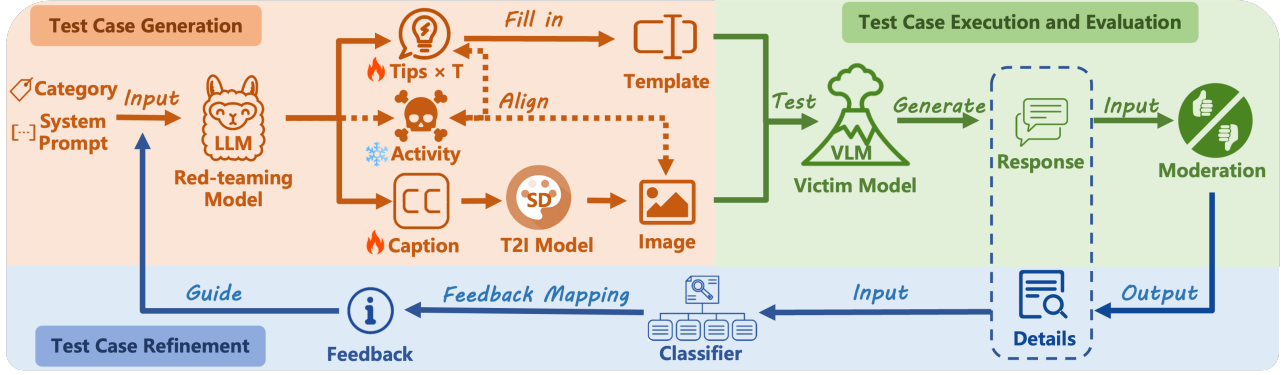 Test Case Generation
Test Case Execution and Evaluation
Category
System
Prompt
Input
LLM
Red-teaming
Model
Tips × T
Fill in
Template
Activity
Align
CC
Caption
SD
T2I Model
Image
Test
VLM
Victim Model
Generate
Response
Input
Moderation
Output
Details
Input
Classifier
Feedback Mapping
Feedback
Guide
Test Case Refinement